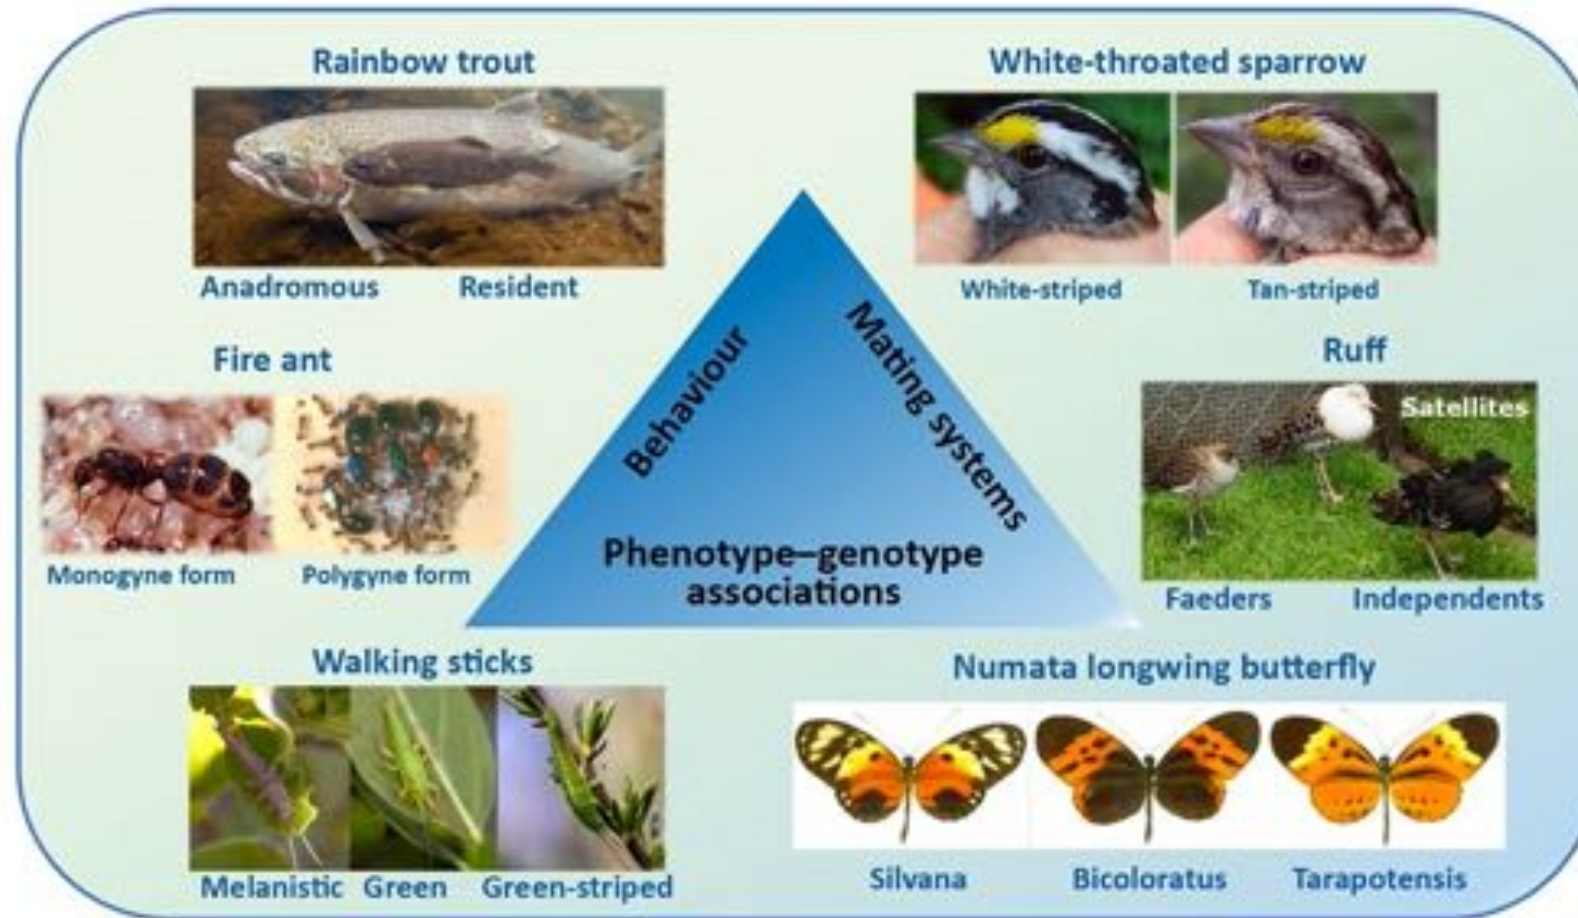 Rainbow trout
White-throated sparrow
Anadromous
Resident
White-striped
Tan-striped
Fire ant
Ruff
Satellites
Behaviour
Mating systems
Phenotype–genotype
associations
Monogyne form
Polygyne form
Faeders
Independents
Walking sticks
Numata longwing butterfly
Melanistic
Green
Green-striped
Silvana
Bicoloratus
Tarapotensis